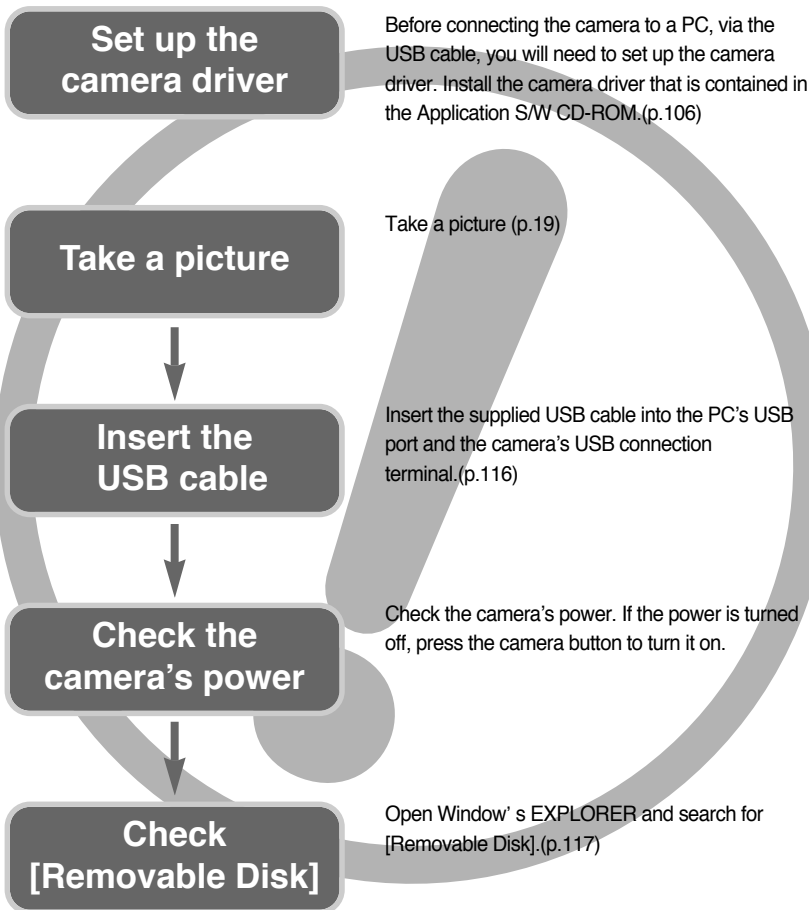 Set up the
camera driver
Before connecting the camera to a PC, via the
USB cable, you will need to set up the camera
driver. Install the camera driver that is contained in
the Application S/W CD-ROM.(p.106)
Take a picture
Take a picture (p.19)
Insert the
USB cable
Insert the supplied USB cable into the PC's USB
port and the camera's USB connection
terminal.(p.116)
Check the
camera's power
Check the camera's power. If the power is turned
off, press the camera button to turn it on.
Check
[Removable Disk]
Open Window' s EXPLORER and search for
[Removable Disk].(p.117)